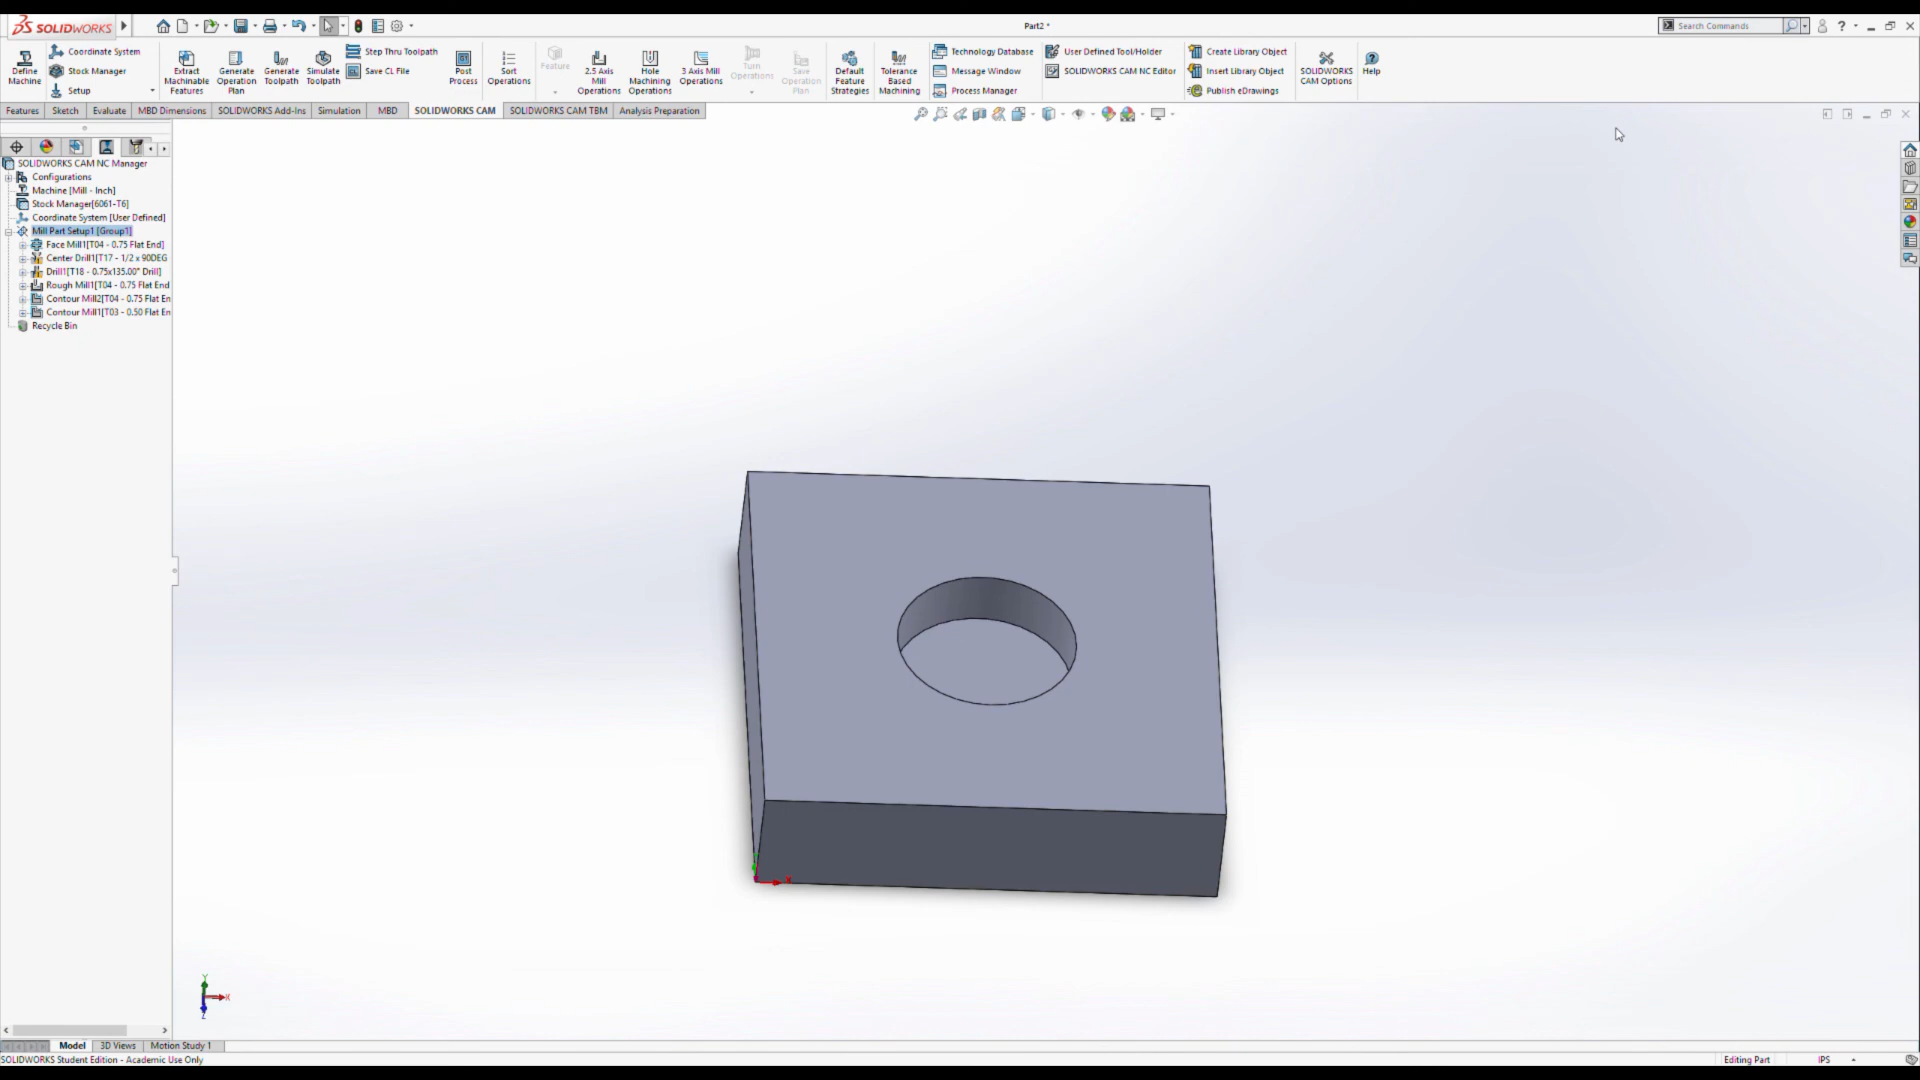 SOLIDWORKS
Part2 *
Search Commands
Define Machine
Coordinate System
Stock Manager
Setup
Extract Machinable Features
Generate Operation Plan
Generate Toolpath
Simulate Toolpath
Step Thru Toolpath
Save CL File
Post Process
Sort Operations
Feature
2.5 Axis Mill Operations
Hole Machining Operations
3 Axis Mill Operations
Turn Operations
Save Operation Plan
Default Feature Strategies
Tolerance Based Machining
Technology Database
Message Window
Process Manager
User Defined Tool/Holder
SOLIDWORKS CAM NC Editor
Create Library Object
Insert Library Object
Publish eDrawings
SOLIDWORKS CAM Options
Help
Features Sketch Evaluate MBD Dimensions SOLIDWORKS Add-Ins Simulation MBD SOLIDWORKS CAM SOLIDWORKS CAM TBM Analysis Preparation
SOLIDWORKS CAM NC Manager
Configurations
Machine [Mill - Inch]
Stock Manager[6061-T6]
Coordinate System [User Defined]
Mill Part Setup1 [Group1]
Face Mill1[T04 - 0.75 Flat End]
Center Drill1[T17 - 1/2 x 90DEG
Drill1[T18 - 0.75x135.00° Drill]
Rough Mill1[T04 - 0.75 Flat End
Contour Mill2[T04 - 0.75 Flat En
Contour Mill1[T03 - 0.50 Flat En
Recycle Bin
X
Y
X
Z
Model 3D Views Motion Study 1
SOLIDWORKS Student Edition - Academic Use Only
Editing Part
IPS